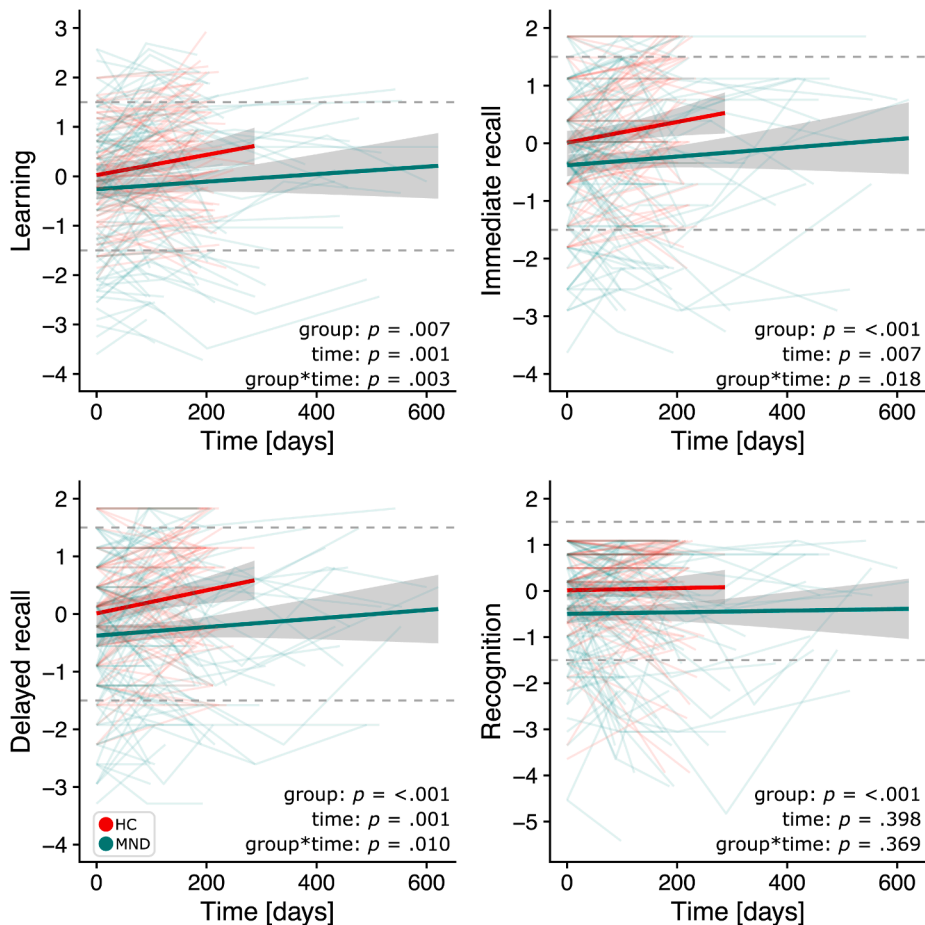 Learning
3
2
1
0
−1
−2
−3
−4
group: p = .007
time: p = .001
group*time: p = .003
0 200 400 600
Time [days]
Immediate recall
2
1
0
−1
−2
−3
−4
group: p = <.001
time: p = .007
group*time: p = .018
0 200 400 600
Time [days]
Delayed recall
2
1
0
−1
−2
−3
−4
HC
MND
group: p = <.001
time: p = .001
group*time: p = .010
0 200 400 600
Time [days]
Recognition
2
1
0
−1
−2
−3
−4
−5
group: p = <.001
time: p = .398
group*time: p = .369
0 200 400 600
Time [days]